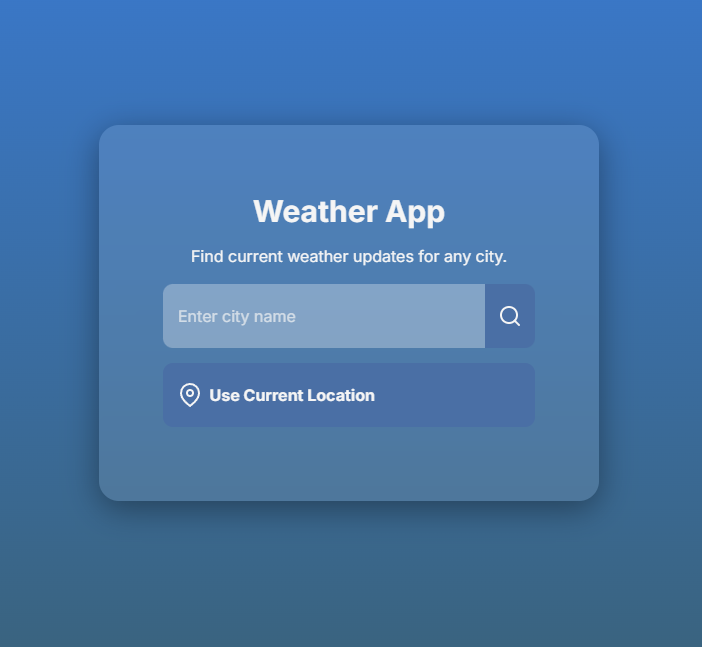 Weather App
Find current weather updates for any city.
Enter city name
Use Current Location